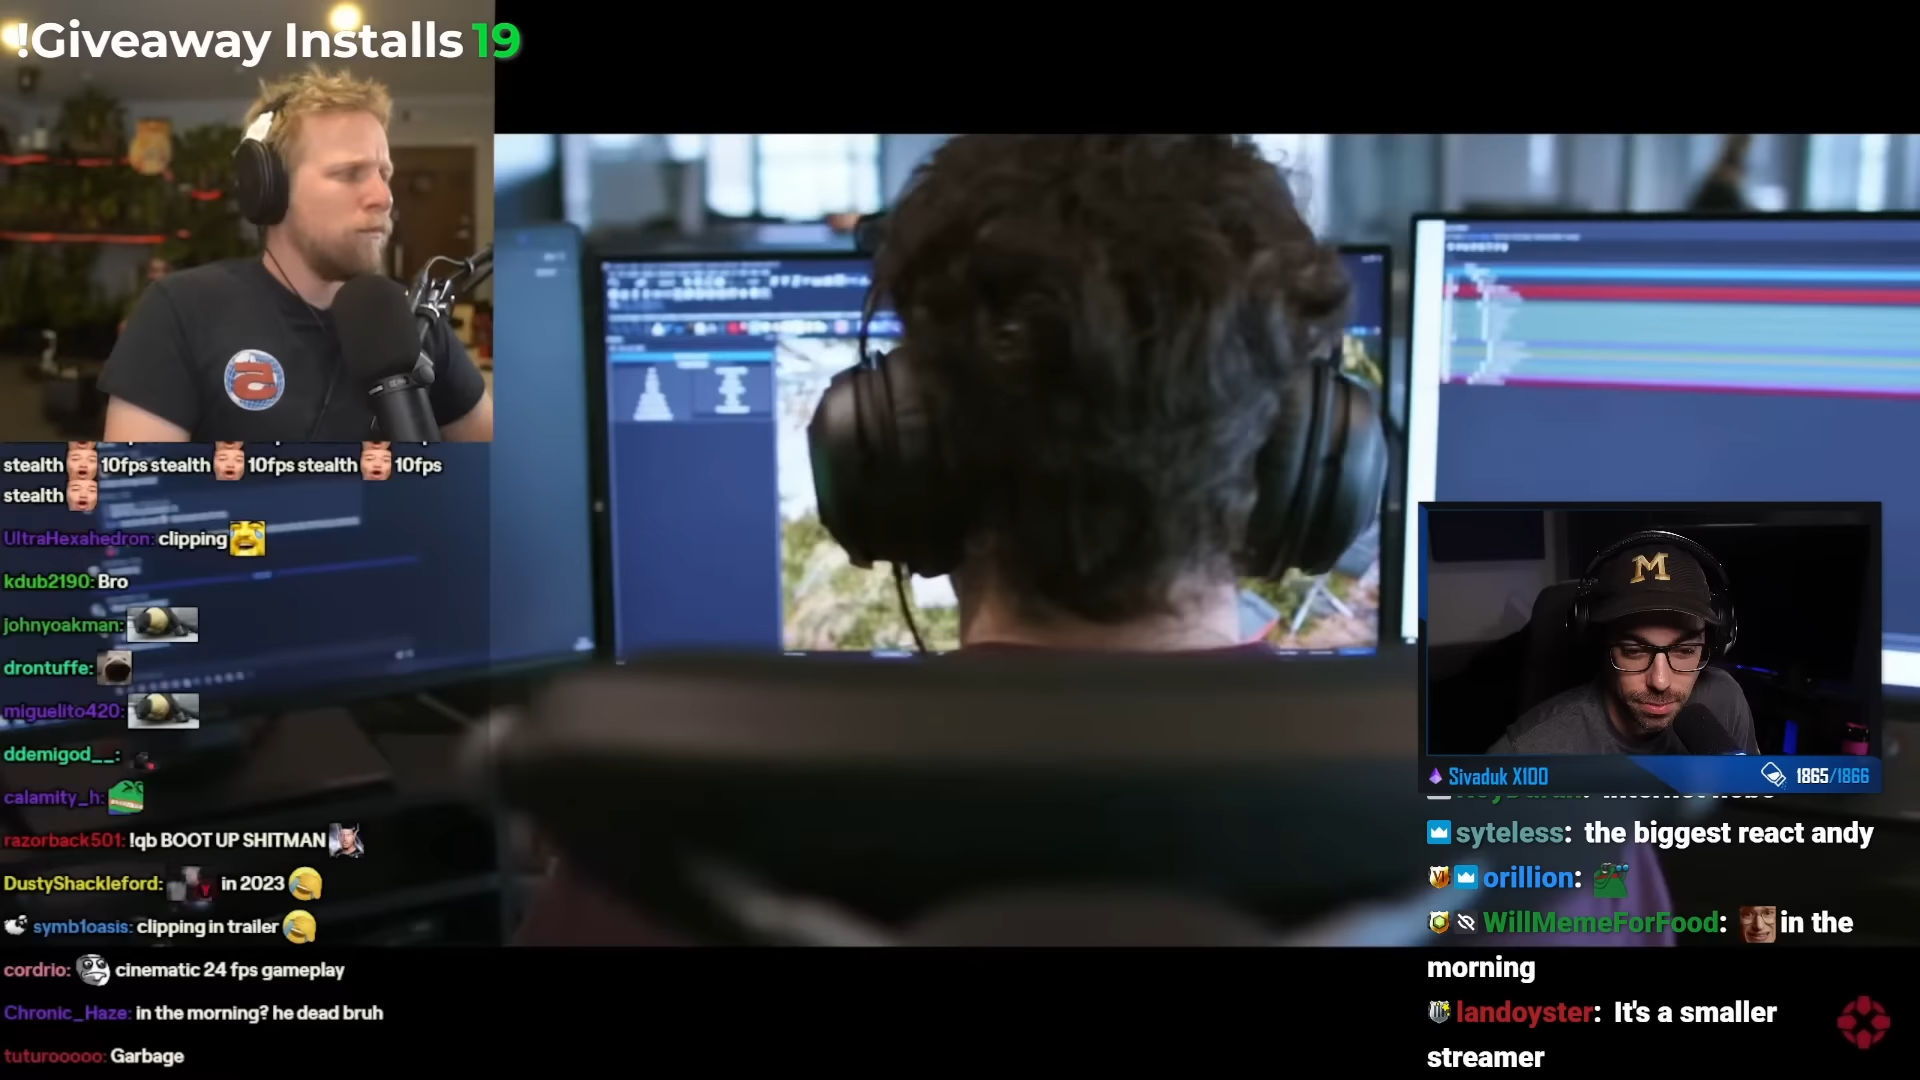 !Giveaway Installs 19
stealth 10fps stealth 10fps stealth 10fps
stealth
UltraHexahedron: clipping
kdub2190: Bro
johnyoakman:
drontuffe:
miguelito420:
ddemigod__:
calamity_h:
razorback501: !qb BOOT UP SHITMAN
DustyShackleford: in 2023
symb1oasis: clipping in trailer
cordrio: cinematic 24 fps gameplay
Chronic_Haze: in the morning? he dead bruh
tuturooooo: Garbage
M
Sivaduk X100 1865/1866
syteless: the biggest react andy
orillion:
WillMemeForFood: in the
morning
landoyster: It's a smaller
streamer